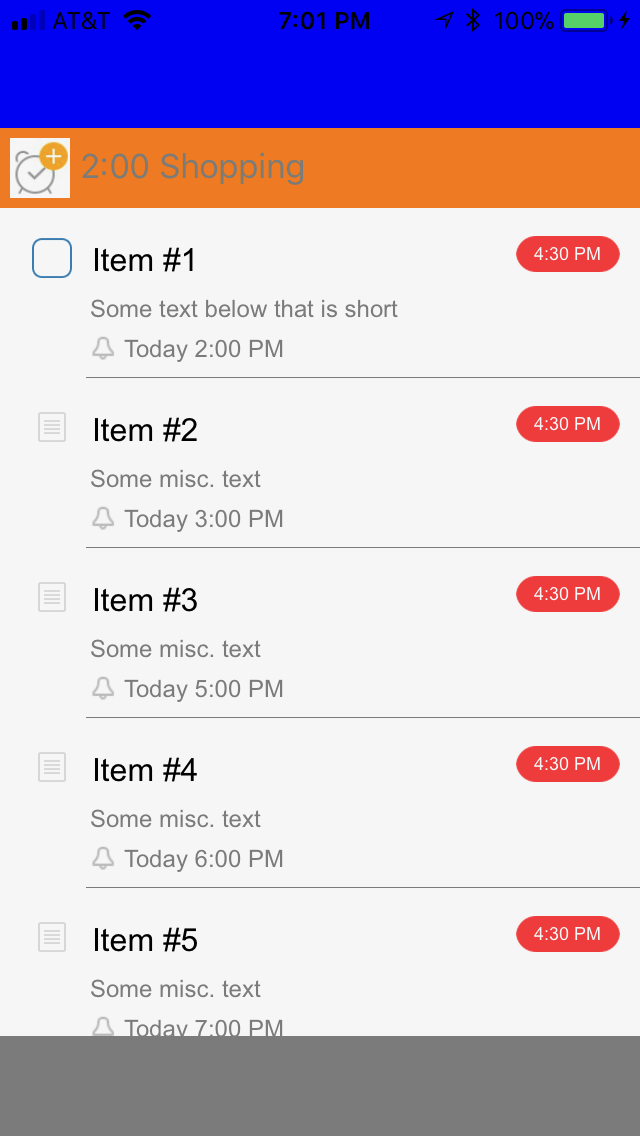 AT&T 7:01 PM 100%
2:00 Shopping
Item #1 4:30 PM
Some text below that is short
Today 2:00 PM
Item #2 4:30 PM
Some misc. text
Today 3:00 PM
Item #3 4:30 PM
Some misc. text
Today 5:00 PM
Item #4 4:30 PM
Some misc. text
Today 6:00 PM
Item #5 4:30 PM
Some misc. text
Today 7:00 PM